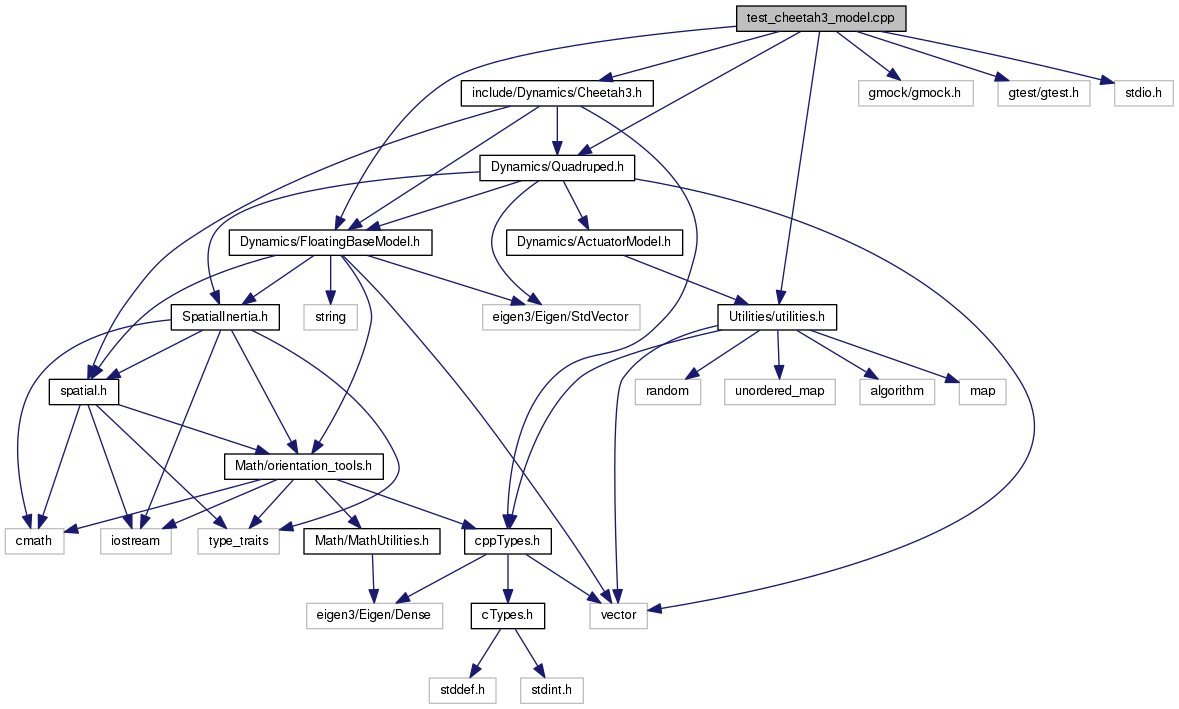 test_cheetah3_model.cpp
include/Dynamics/Cheetah3.h
gmock/gmock.h
gtest/gtest.h
stdio.h
Dynamics/Quadruped.h
Dynamics/FloatingBaseModel.h
Dynamics/ActuatorModel.h
SpatialInertia.h
string
eigen3/Eigen/StdVector
Utilities/utilities.h
spatial.h
random
unordered_map
algorithm
map
Math/orientation_tools.h
cmath
iostream
type_traits
Math/MathUtilities.h
cppTypes.h
eigen3/Eigen/Dense
cTypes.h
vector
stddef.h
stdint.h